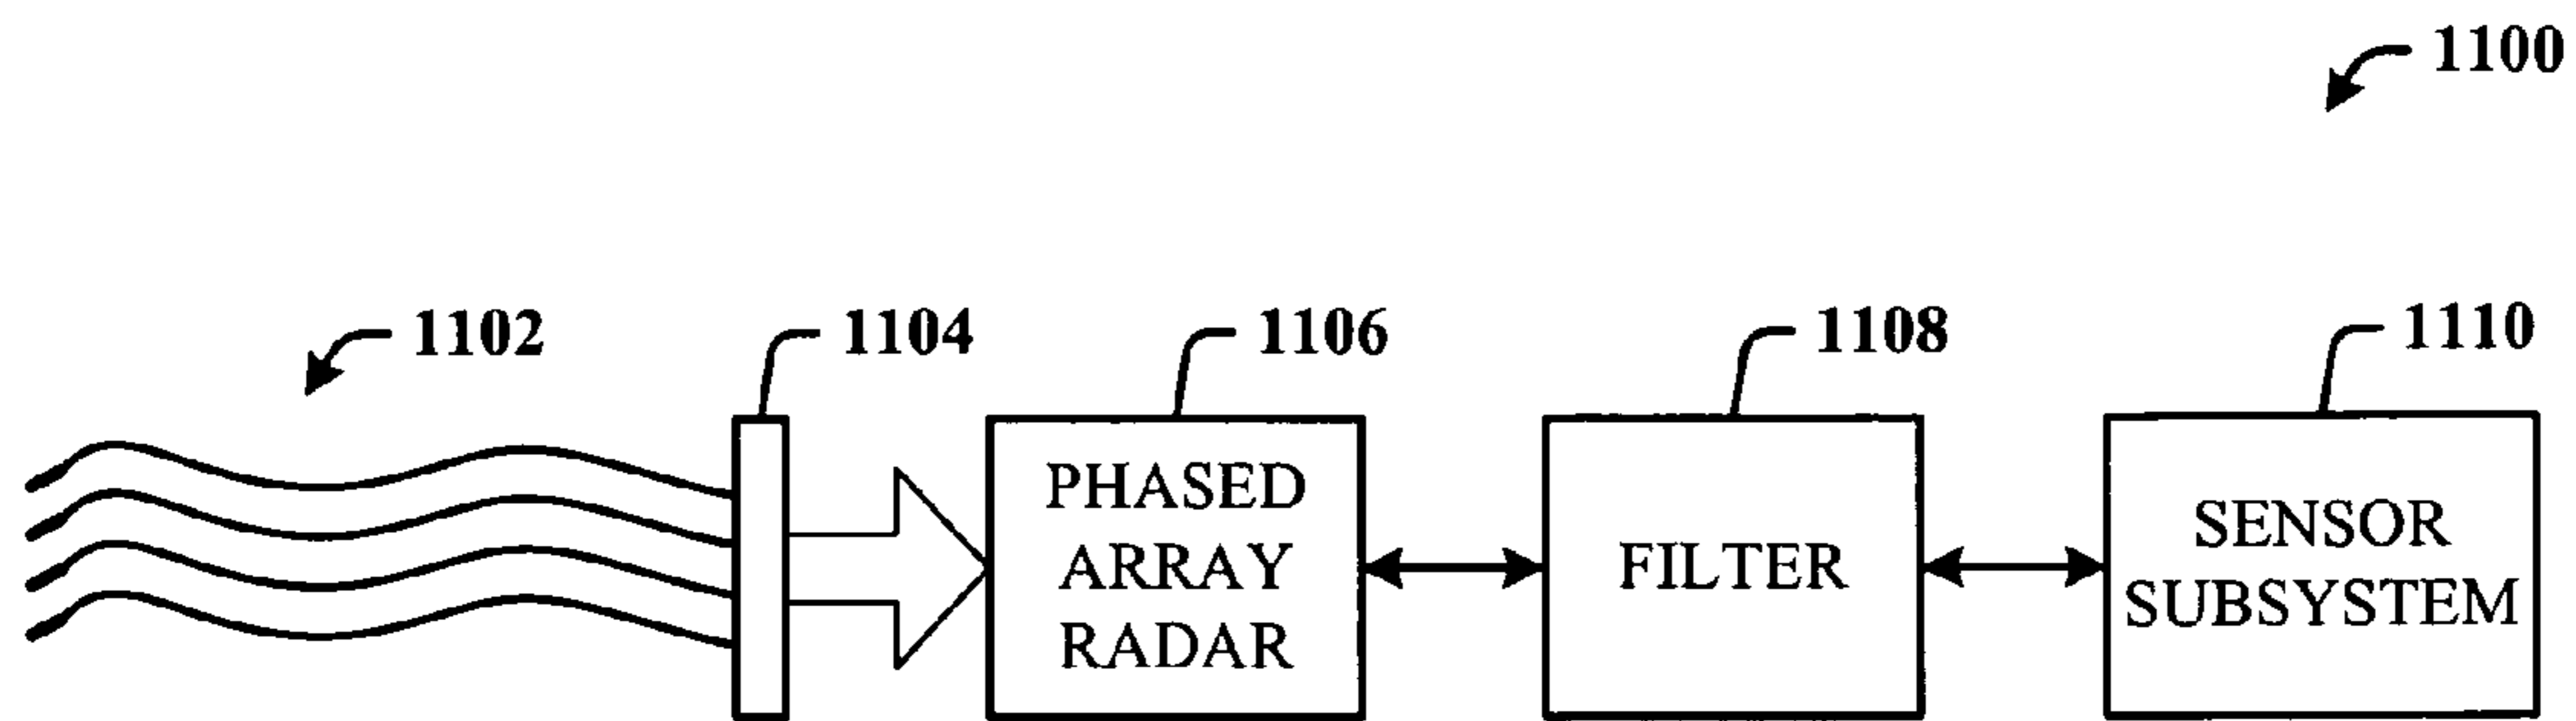 1100
1102
1104
1106
1108
1110
PHASED
ARRAY
RADAR
FILTER
SENSOR
SUBSYSTEM